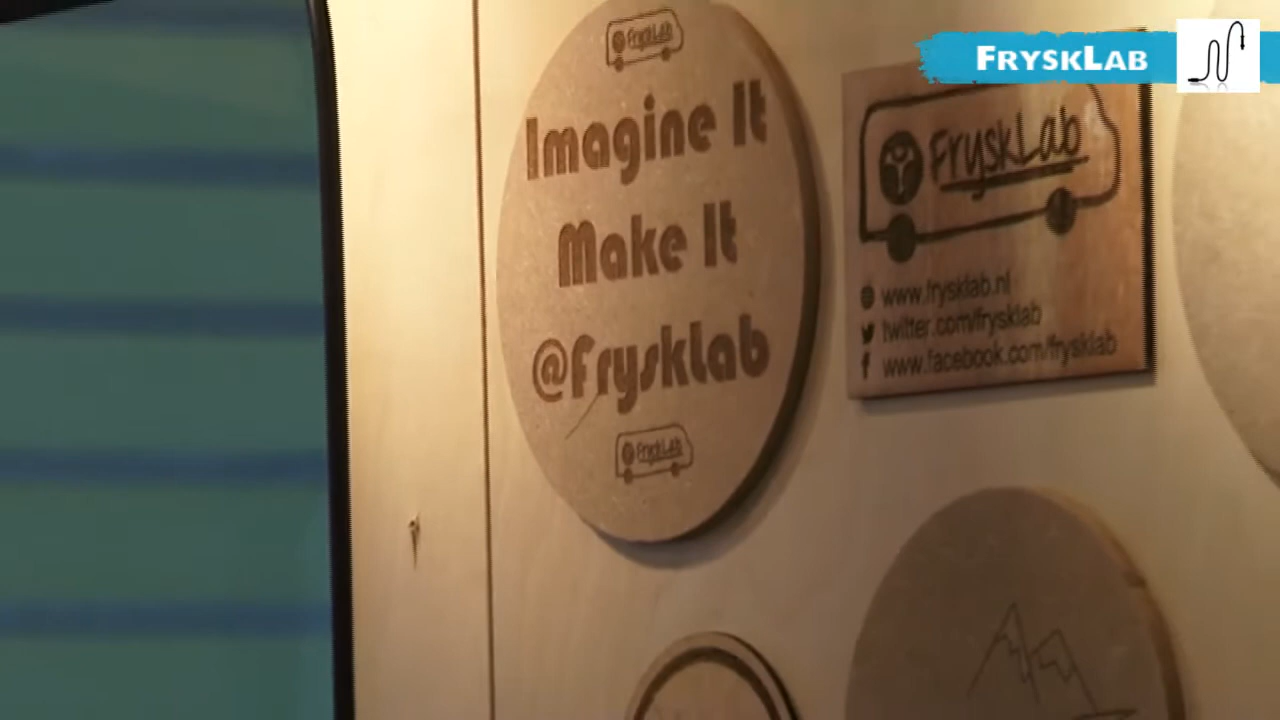 FRYSKLAB
FryskLab
Imagine It
Make It
@Frysklab
FryskLab
FryskLab
www.frysklab.nl
twitter.com/frysklab
www.facebook.com/frysklab